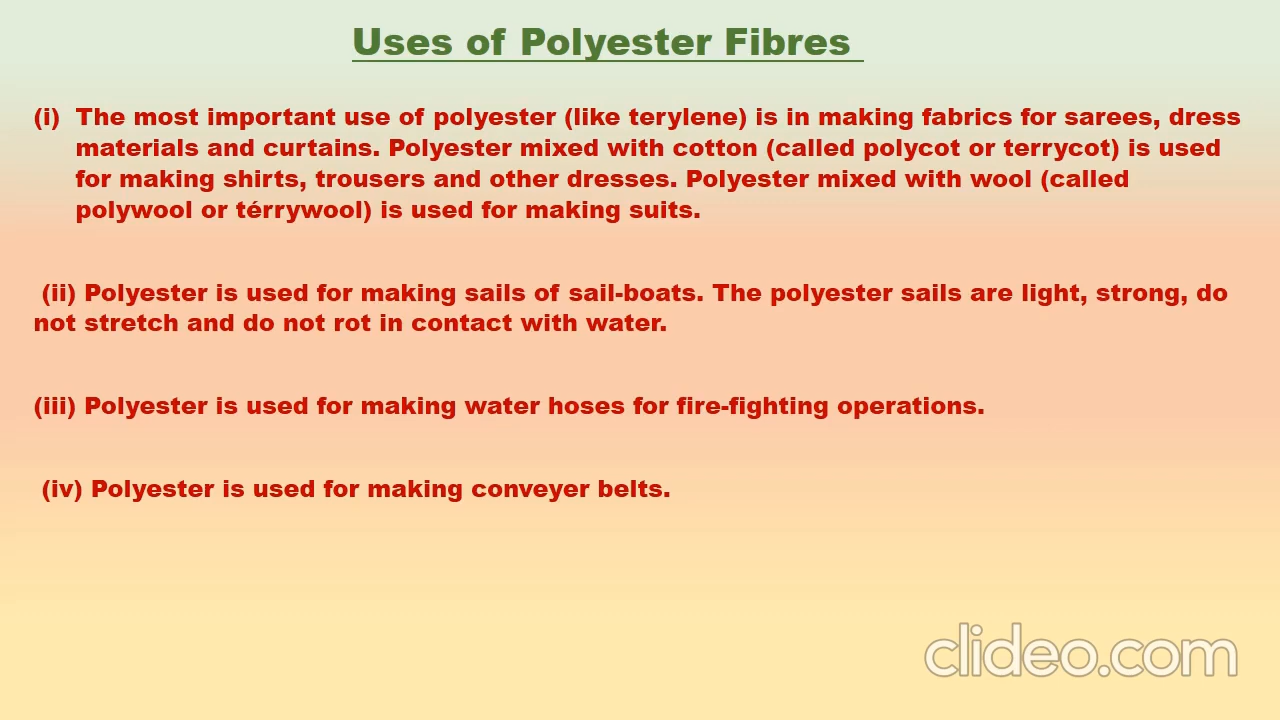 Uses of Polyester Fibres
(i) The most important use of polyester (like terylene) is in making fabrics for sarees, dress
materials and curtains. Polyester mixed with cotton (called polycot or terrycot) is used
for making shirts, trousers and other dresses. Polyester mixed with wool (called
polywool or térrywool) is used for making suits.
(ii) Polyester is used for making sails of sail-boats. The polyester sails are light, strong, do
not stretch and do not rot in contact with water.
(iii) Polyester is used for making water hoses for fire-fighting operations.
(iv) Polyester is used for making conveyer belts.
clideo.com